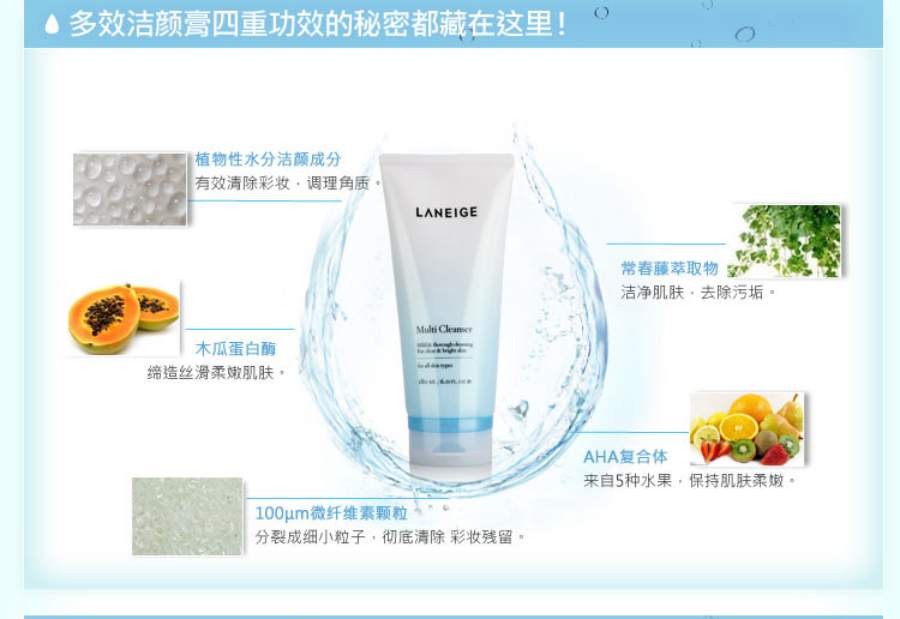 多效洁颜膏四重功效的秘密都藏在这里!
植物性水分洁颜成分
有效清除彩妆，调理角质。
LANEIGE
常春藤萃取物
洁净肌肤，去除污垢。
Multi Cleanser
木瓜蛋白酶
缔造丝滑柔嫩肌肤。
for all skin types
AHA复合体
来自5种水果，保持肌肤柔嫩。
100μm微纤维素颗粒
分裂成细小粒子，彻底清除 彩妆残留。